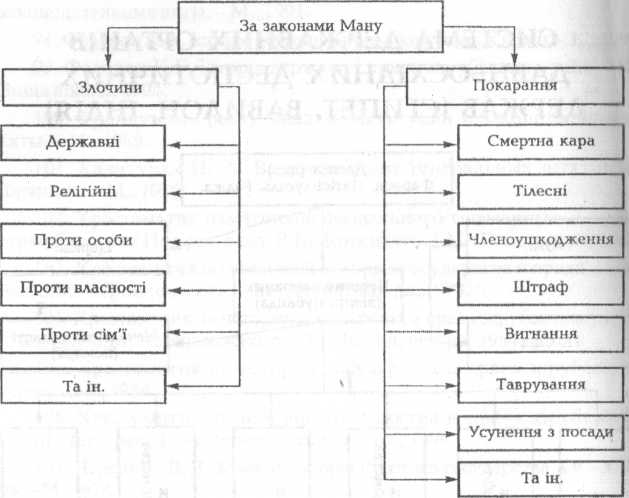 За законами Ману
Злочини
Покарання
Державні
Релігійні
Проти особи
Проти власності
Проти сім'ї
Та ін.
Смертна кара
Тілесні
Членоушкодження
Штраф
Вигнання
Таврування
Усунення з посади
Та ін.